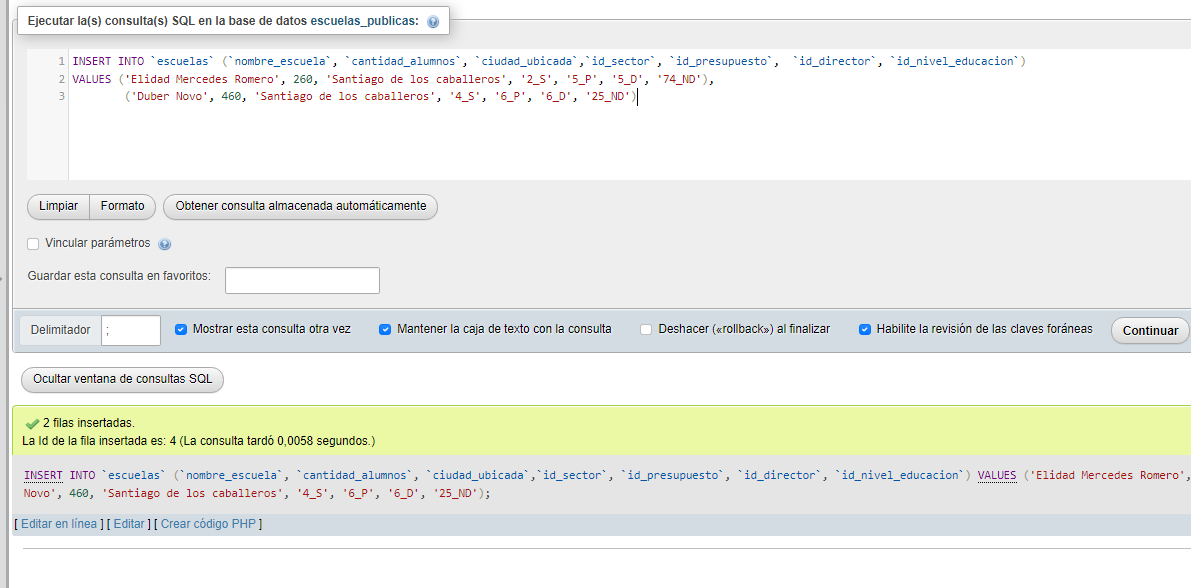 Ejecutar la(s) consulta(s) SQL en la base de datos escuelas_publicas:
1 INSERT INTO `escuelas` (`nombre_escuela`, `cantidad_alumnos`, `ciudad_ubicada`,`id_sector`, `id_presupuesto`,  `id_director`, `id_nivel_educacion`)
2 VALUES ('Elidad Mercedes Romero', 260, 'Santiago de los caballeros', '2_S', '5_P', '5_D', '74_ND'),
3 ('Duber Novo', 460, 'Santiago de los caballeros', '4_S', '6_P', '6_D', '25_ND')
Limpiar Formato Obtener consulta almacenada automáticamente
Vincular parámetros
Guardar esta consulta en favoritos:
Delimitador ; Mostrar esta consulta otra vez Mantener la caja de texto con la consulta Deshacer («rollback») al finalizar Habilite la revisión de las claves foráneas Continuar
Ocultar ventana de consultas SQL
2 filas insertadas.
La Id de la fila insertada es: 4 (La consulta tardó 0,0058 segundos.)
INSERT INTO `escuelas` (`nombre_escuela`, `cantidad_alumnos`, `ciudad_ubicada`,`id_sector`, `id_presupuesto`, `id_director`, `id_nivel_educacion`) VALUES ('Elidad Mercedes Romero',
Novo', 460, 'Santiago de los caballeros', '4_S', '6_P', '6_D', '25_ND');
[ Editar en línea ] [ Editar ] [ Crear código PHP ]